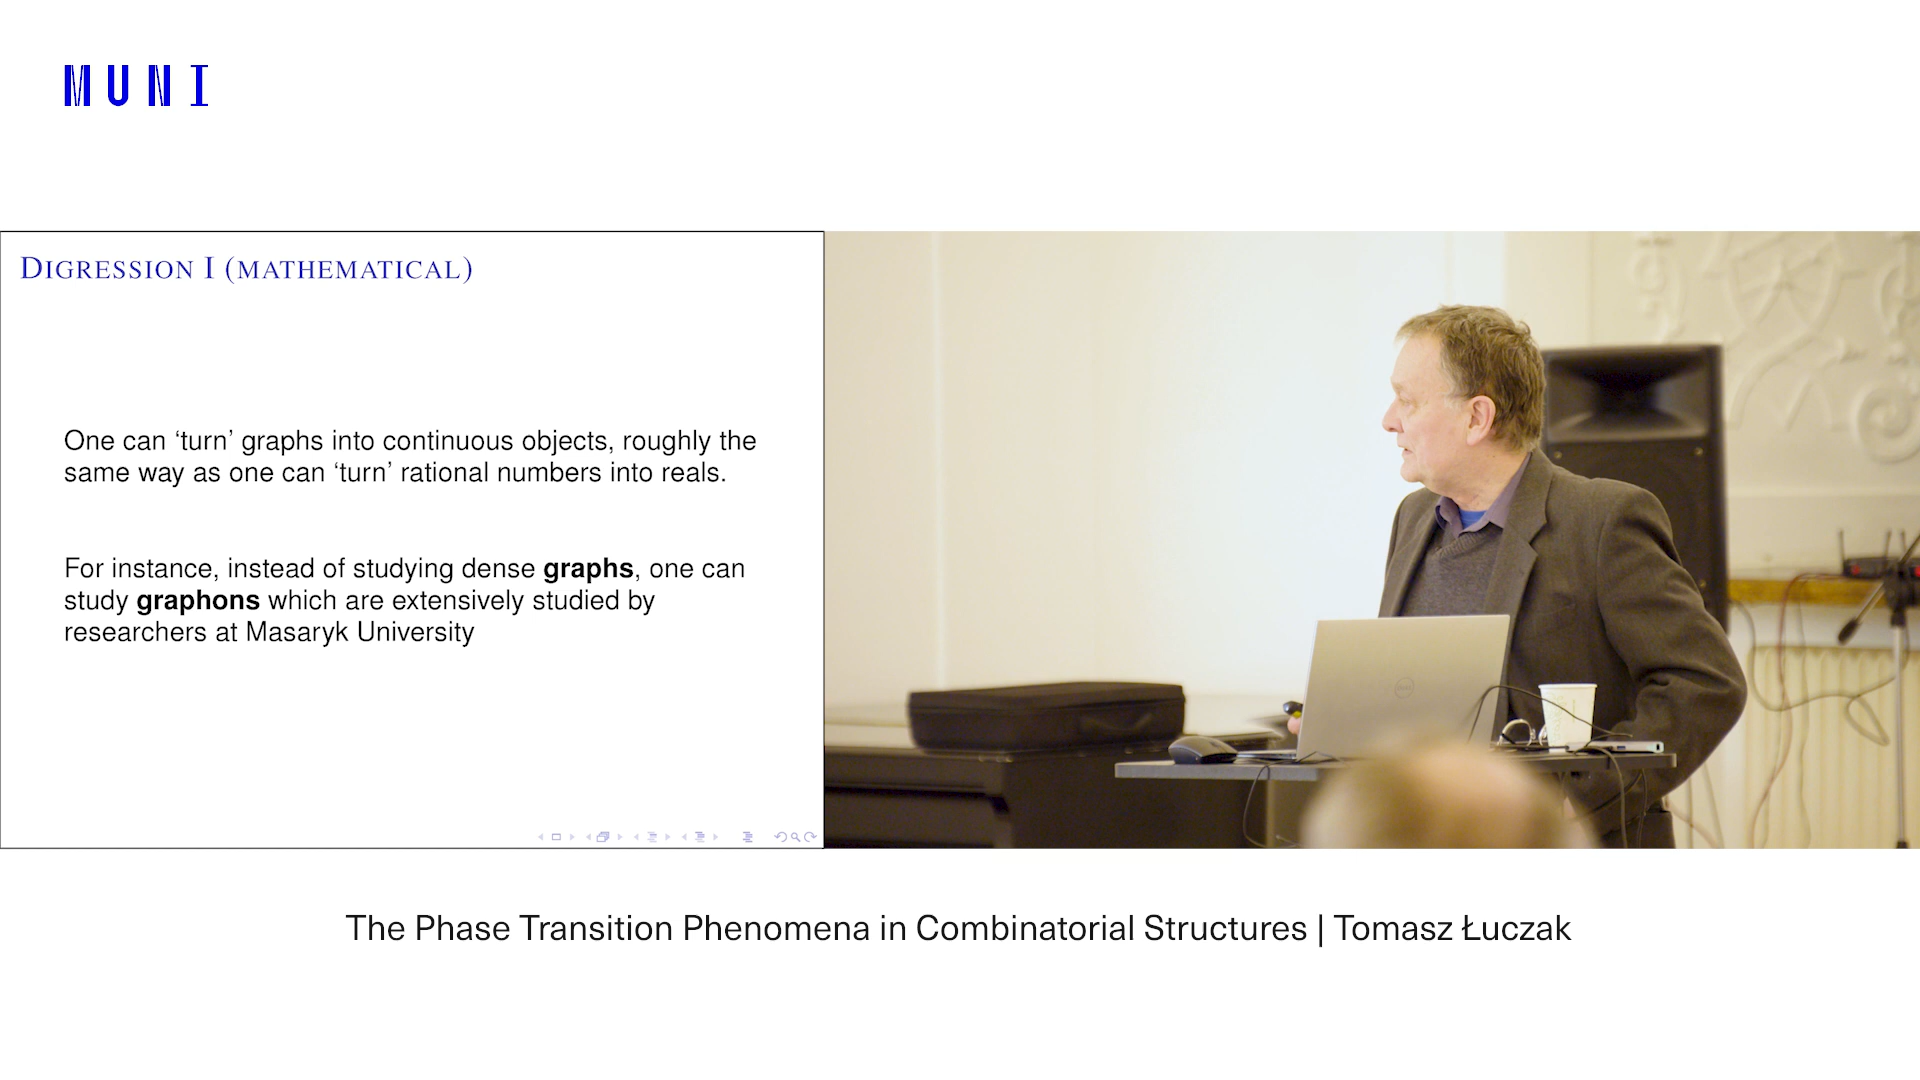 MUNI
DIGRESSION I (MATHEMATICAL)
One can ‘turn’ graphs into continuous objects, roughly the
same way as one can ‘turn’ rational numbers into reals.
For instance, instead of studying dense graphs, one can
study graphons which are extensively studied by
researchers at Masaryk University
The Phase Transition Phenomena in Combinatorial Structures | Tomasz Łuczak